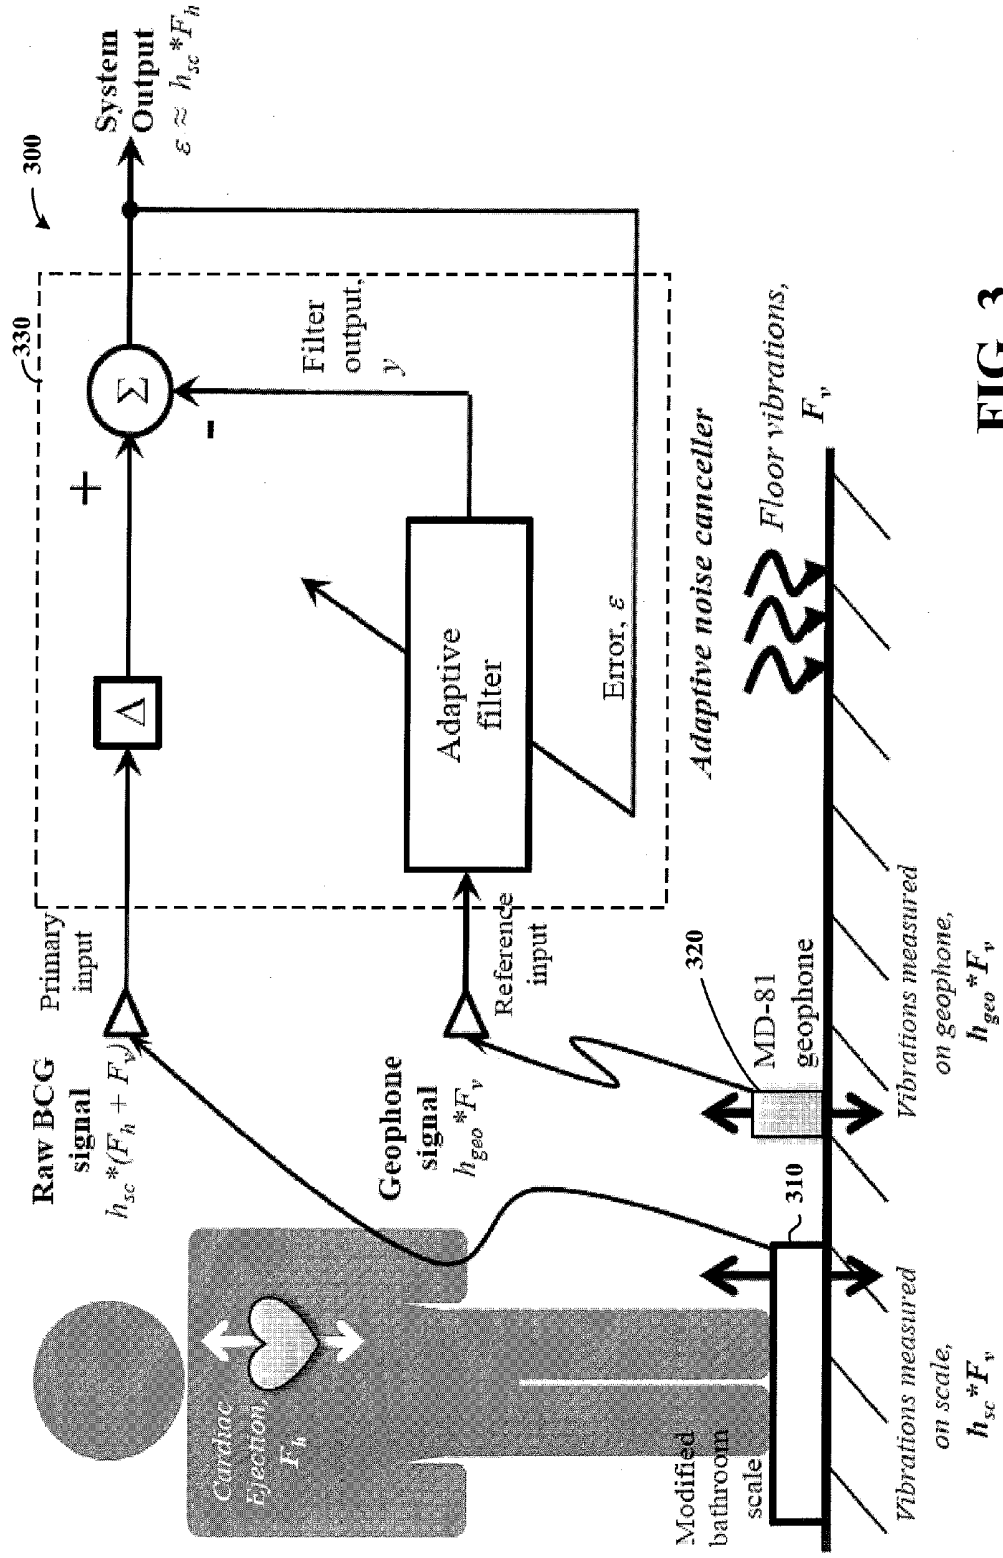 300
330
System
Output
ε ≈ h_sc*F_h
+
Σ
-
Filter
output,
y
Δ
Adaptive
filter
Error, ε
Adaptive noise canceller
Primary
input
Reference
input
Raw BCG
signal
h_sc*(F_h + F_v)
Geophone
signal
h_geo*F_v
Cardiac
Ejection,
F_h
Modified
bathroom
scale
310
320
MD-81
geophone
Floor vibrations,
F_v
Vibrations measured
on scale,
h_sc*F_v
Vibrations measured
on geophone,
h_geo*F_v
FIG. 3